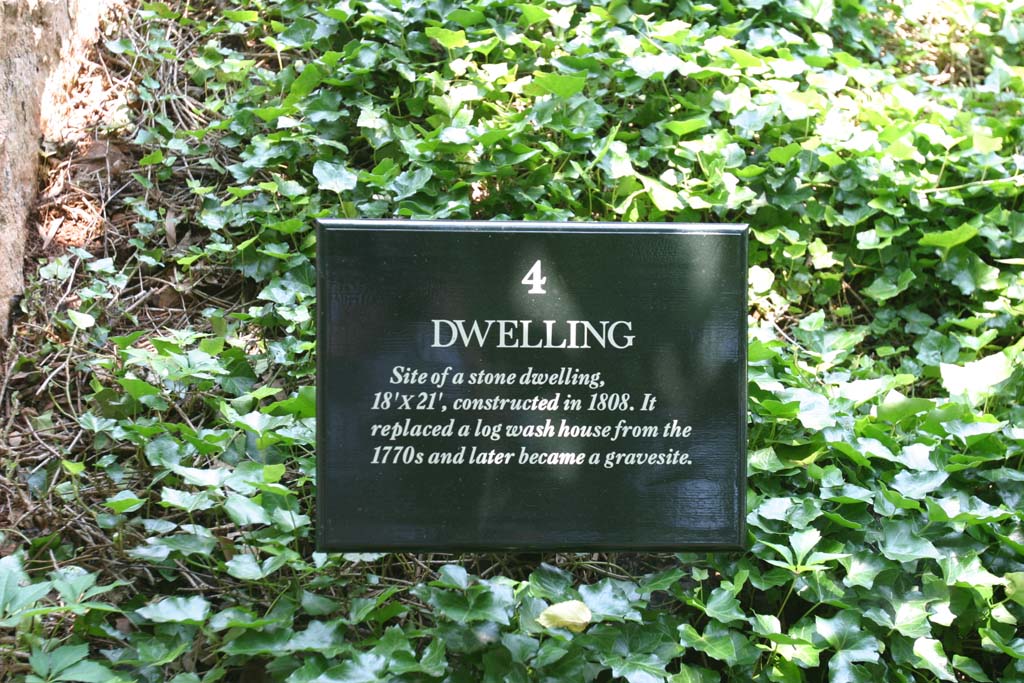 4
DWELLING
Site of a stone dwelling,
18'X 21', constructed in 1808. It
replaced a log wash house from the
1770s and later became a gravesite.